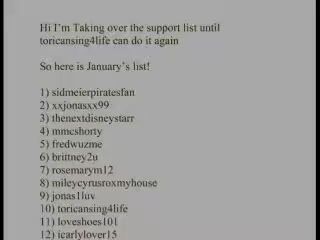 Hi I'm Taking over the support list until
toricansing4life can do it again
So here is January's list!
1) sidmeierpiratesfan
2) xxjonasxx99
3) thenextdisneystarr
4) mmcshorty
5) fredwuzme
6) brittney2u
7) rosemarym12
8) mileycyrusroxmyhouse
9) jonas1luv
10) toricansing4life
11) loveshoes101
12) icarlylover15